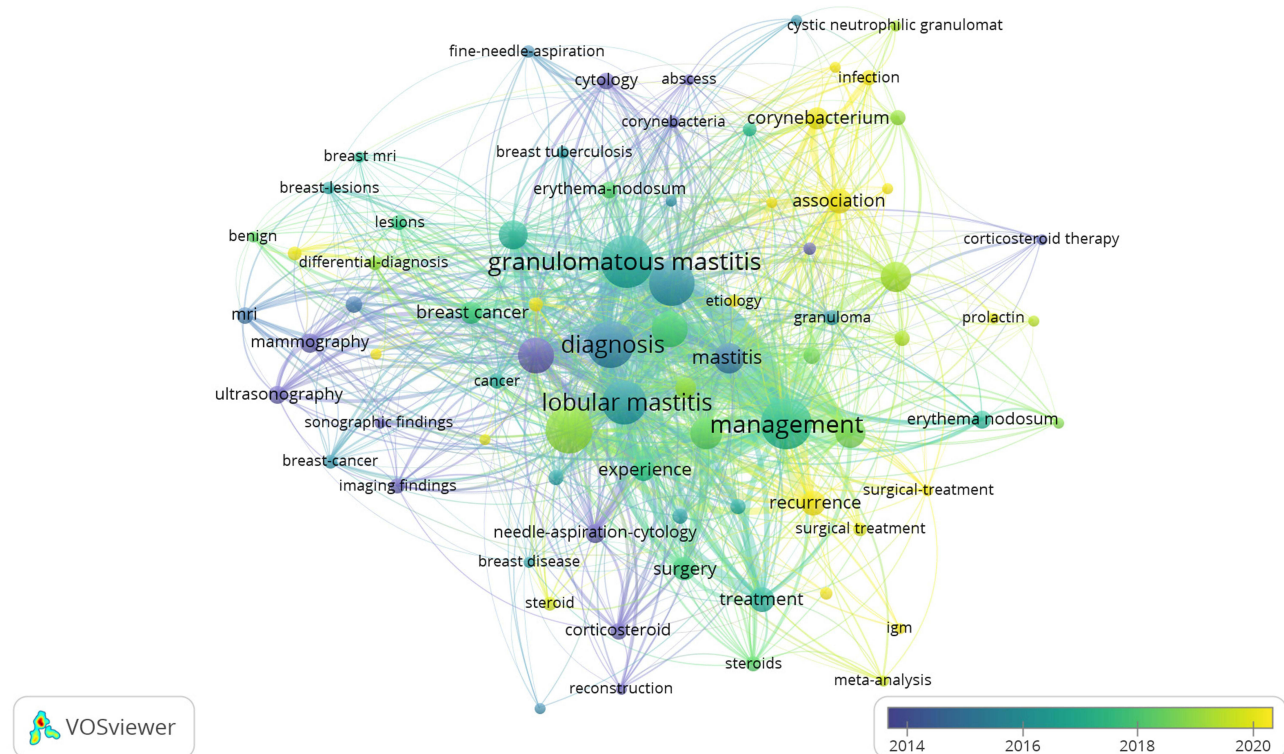 cystic neutrophilic granulomat
fine-needle-aspiration
cytology
abscess
infection
corynebacteria
corynebacterium
breast mri
breast tuberculosis
breast-lesions
erythema-nodosum
association
lesions
benign
corticosteroid therapy
differential-diagnosis
granulomatous mastitis
etiology
mri
breast cancer
granuloma
prolactin
mammography
diagnosis
mastitis
cancer
ultrasonography
lobular mastitis
sonographic findings
management
erythema nodosum
breast-cancer
experience
imaging findings
surgical-treatment
recurrence
needle-aspiration-cytology
surgical treatment
breast disease
surgery
steroid
treatment
corticosteroid
igm
steroids
meta-analysis
reconstruction
VOSviewer
2014 2016 2018 2020